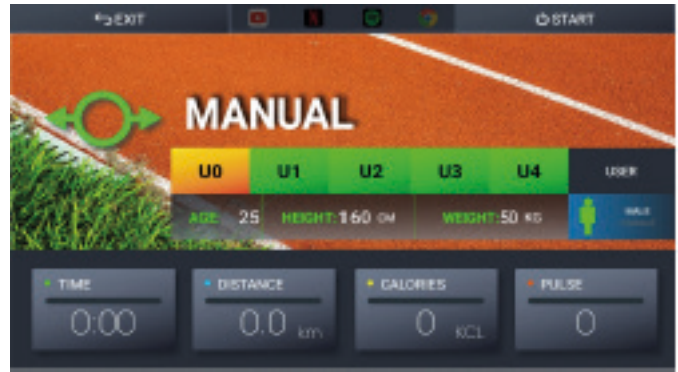 EXIT START
MANUAL
U0 U1 U2 U3 U4 USER
AGE: 25 HEIGHT:160 CM WEIGHT:50 KG MALE
TIME DISTANCE CALORIES PULSE
0:00 0.0 km 0 KCL 0